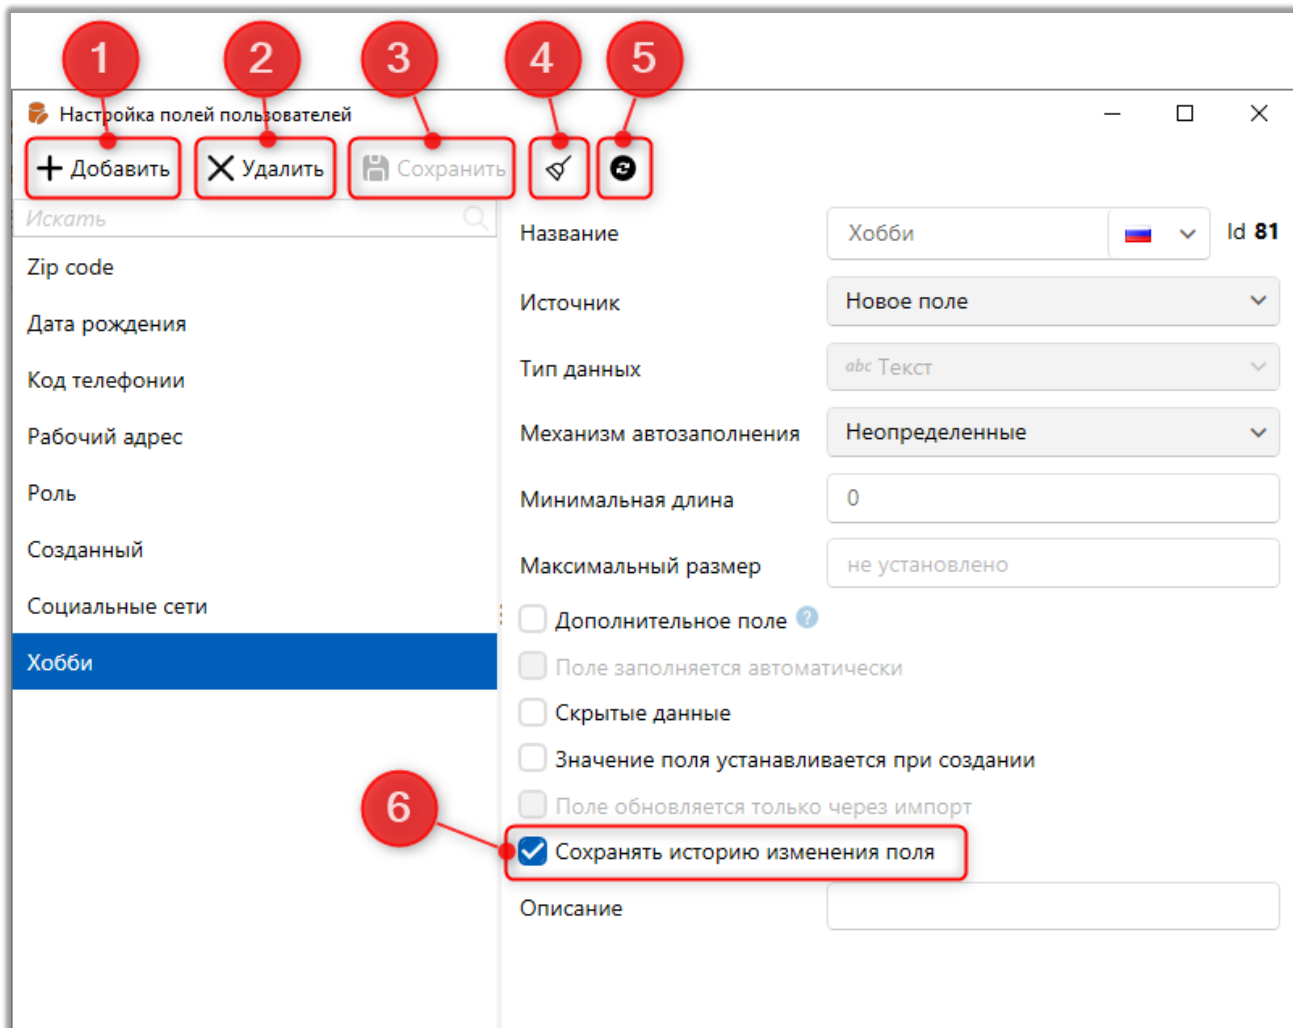 1 2 3 4 5
Настройка полей пользователей
Добавить Удалить Сохранить
Искать
Zip code
Дата рождения
Код телефонии
Рабочий адрес
Роль
Созданный
Социальные сети
Хобби
Название Хобби Id 81
Источник Новое поле
Тип данных abc Текст
Механизм автозаполнения Неопределенные
Минимальная длина 0
Максимальный размер не установлено
Дополнительное поле ?
Поле заполняется автоматически
Скрытые данные
Значение поля устанавливается при создании
Поле обновляется только через импорт
6
Сохранять историю изменения поля
Описание